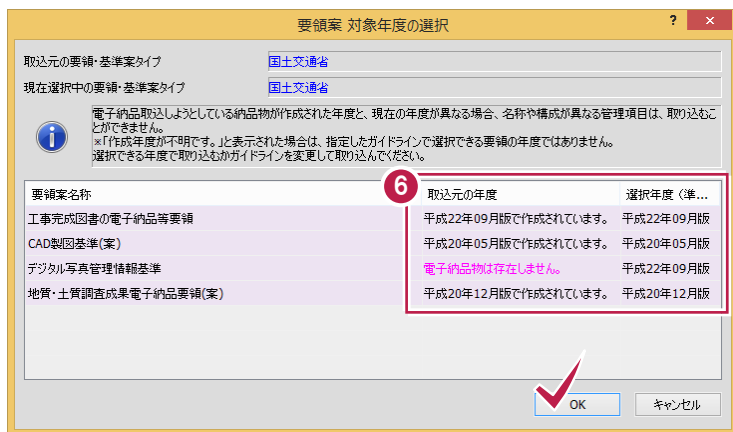 要領案 対象年度の選択
?
×
取込元の要領・基準案タイプ 国土交通省
現在選択中の要領・基準案タイプ 国土交通省
電子納品取込しようとしている納品物が作成された年度と、現在の年度が異なる場合、名称や構成が異なる管理項目は、取り込むことができません。
※「作成年度が不明です。」と表示された場合は、指定したガイドラインで選択できる要領の年度ではありません。
選択できる年度で取り込むかガイドラインを変更して取り込んでください。
6
要領案名称 取込元の年度 選択年度 (準...
工事完成図書の電子納品等要領 平成22年09月版で作成されています。 平成22年09月版
CAD製図基準(案) 平成20年05月版で作成されています。 平成20年05月版
デジタル写真管理情報基準 電子納品物は存在しません。 平成22年09月版
地質・土質調査成果電子納品要領(案) 平成20年12月版で作成されています。 平成20年12月版
OK
キャンセル